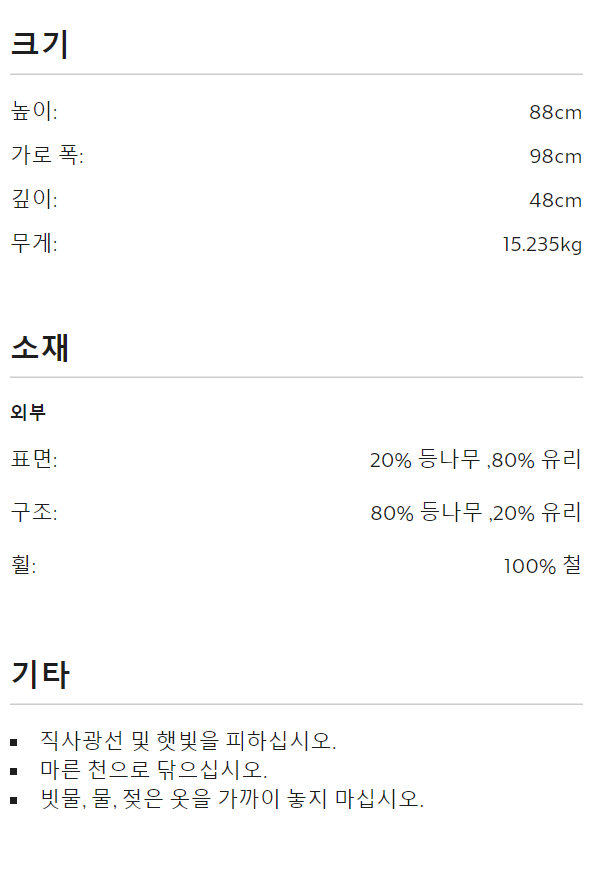 크기
높이: 88cm
가로 폭: 98cm
깊이: 48cm
무게: 15.235kg
소재
외부
표면: 20% 등나무 ,80% 유리
구조: 80% 등나무 ,20% 유리
휠: 100% 철
기타
▪ 직사광선 및 햇빛을 피하십시오.
▪ 마른 천으로 닦으십시오.
▪ 빗물, 물, 젖은 옷을 가까이 놓지 마십시오.